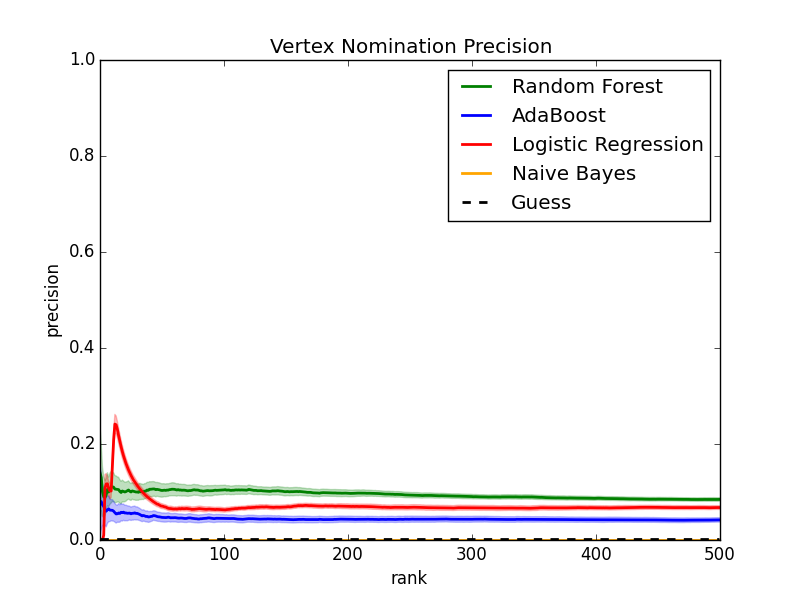 Vertex Nomination Precision
1.0
0.8
0.6
0.4
0.2
0.0
precision
Random Forest
AdaBoost
Logistic Regression
Naive Bayes
Guess
0 100 200 300 400 500
rank